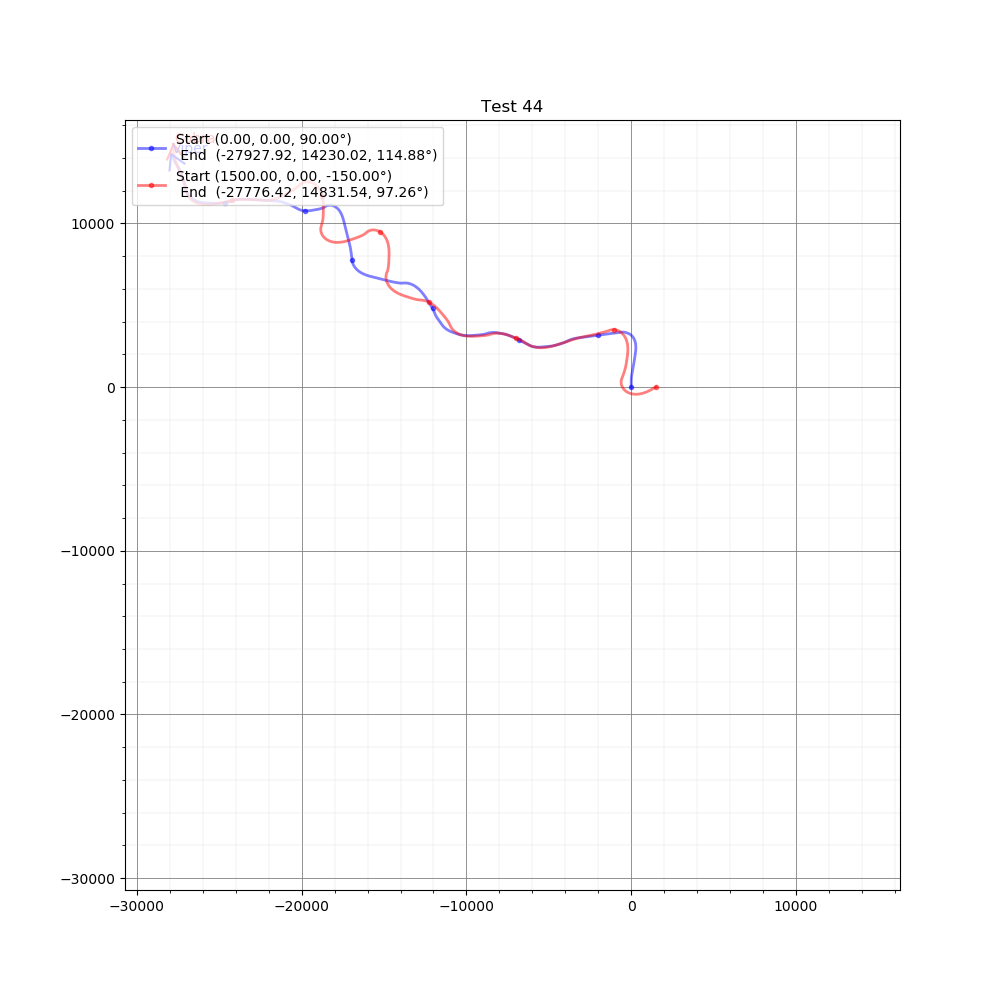 Test 44
Start (0.00, 0.00, 90.00°)
End (-27927.92, 14230.02, 114.88°)
Start (1500.00, 0.00, -150.00°)
End (-27776.42, 14831.54, 97.26°)
10000
0
−10000
−20000
−30000
−30000 −20000 −10000 0 10000